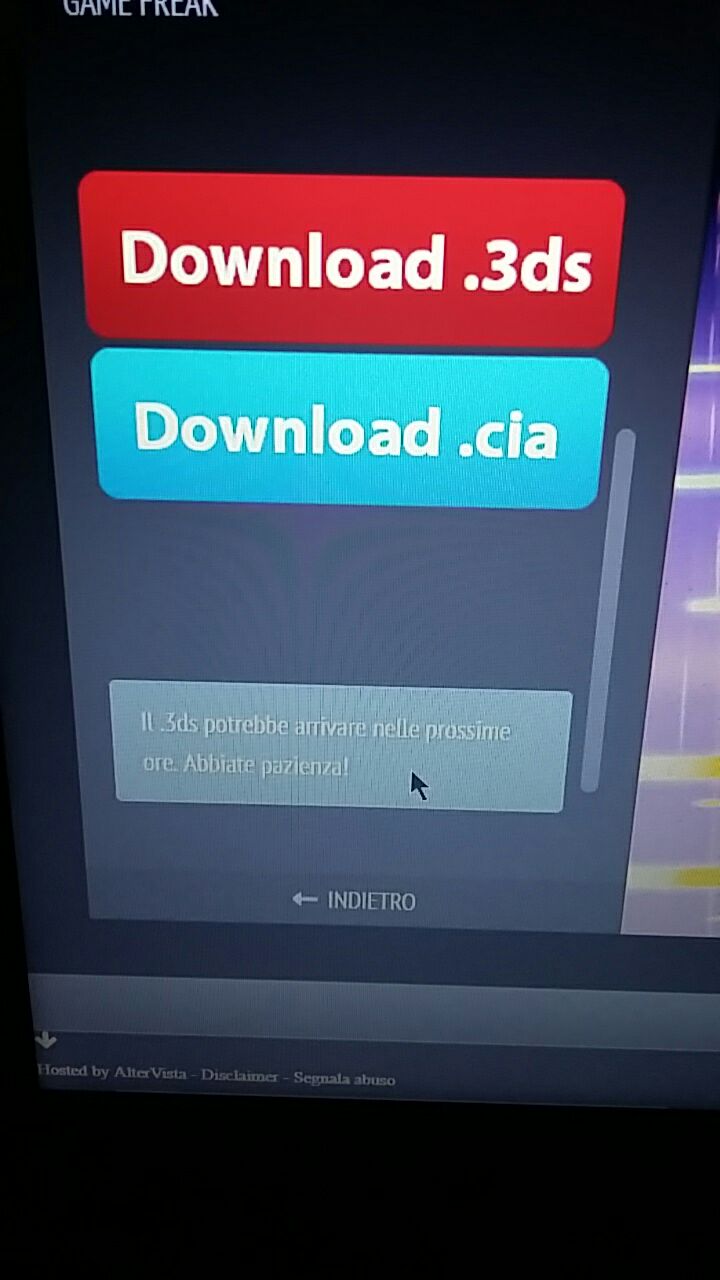 GAME FREAK
Download .3ds
Download .cia
Il .3ds potrebbe arrivare nelle prossime
ore. Abbiate pazienza!
← INDIETRO
Hosted by AlterVista - Disclaimer - Segnala abuso